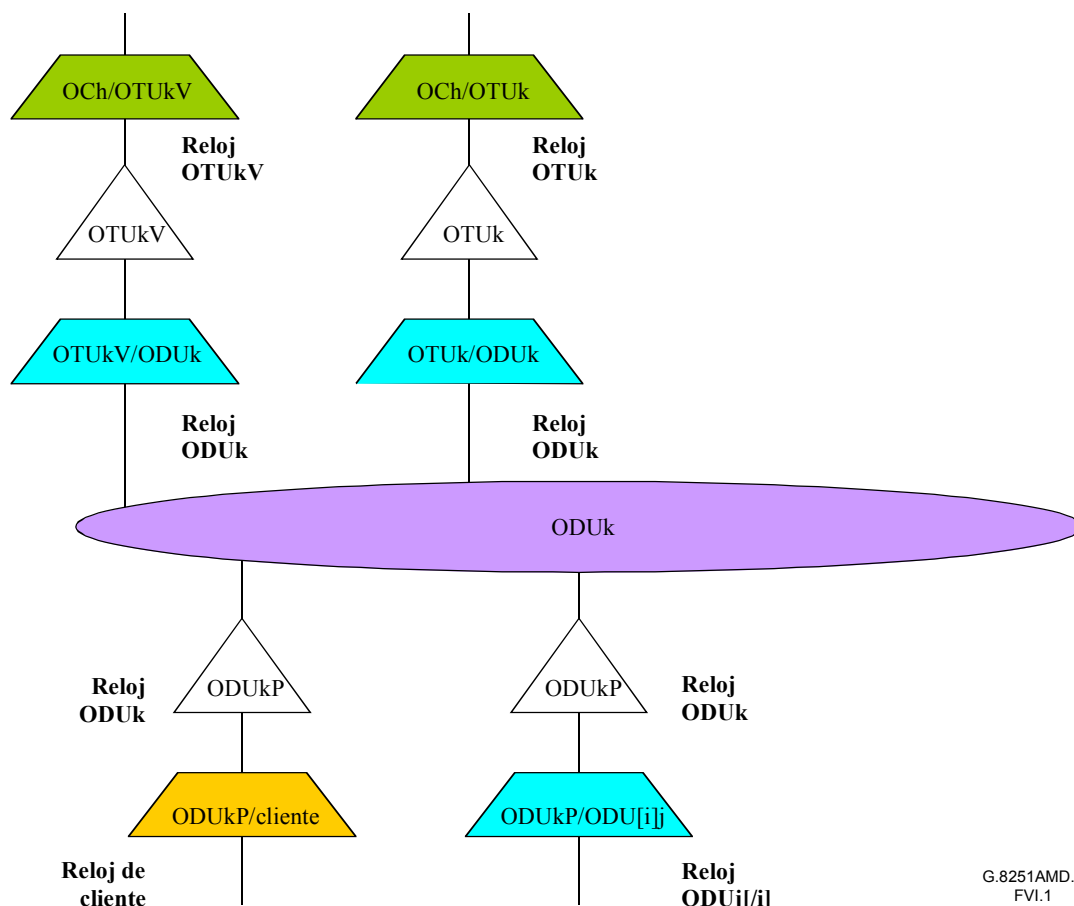 OCh/OTUkV
OCh/OTUk
Reloj
OTUkV
Reloj
OTUk
OTUkV
OTUk
OTUkV/ODUk
OTUk/ODUk
Reloj
ODUk
Reloj
ODUk
ODUk
ODUkP
ODUkP
Reloj
ODUk
Reloj
ODUk
ODUkP/cliente
ODUkP/ODU[i]j
Reloj de
cliente
Reloj
ODUj[/i]
G.8251AMD.
FVI.1